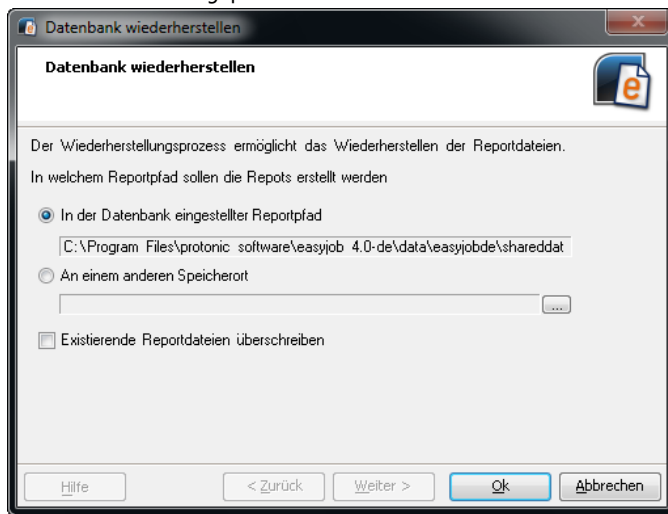 Datenbank wiederherstellen
Datenbank wiederherstellen
e
Der Wiederherstellungsprozess ermöglicht das Wiederherstellen der Reportdateien.
In welchem Reportpfad sollen die Repots erstellt werden
In der Datenbank eingestellter Reportpfad
C:\Program Files\protonic software\easyjob 4.0-de\data\easyjobde\shareddat
An einem anderen Speicherort
...
Existierende Reportdateien überschreiben
Hilfe < Zurück Weiter > Ok Abbrechen